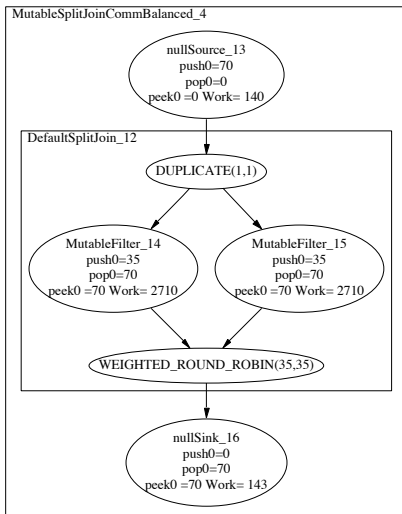 MutableSplitJoinCommBalanced_4
nullSource_13
push0=70
pop0=0
peek0 =0 Work= 140
DefaultSplitJoin_12
DUPLICATE(1,1)
MutableFilter_14
push0=35
pop0=70
peek0 =70 Work= 2710
MutableFilter_15
push0=35
pop0=70
peek0 =70 Work= 2710
WEIGHTED_ROUND_ROBIN(35,35)
nullSink_16
push0=0
pop0=70
peek0 =70 Work= 143